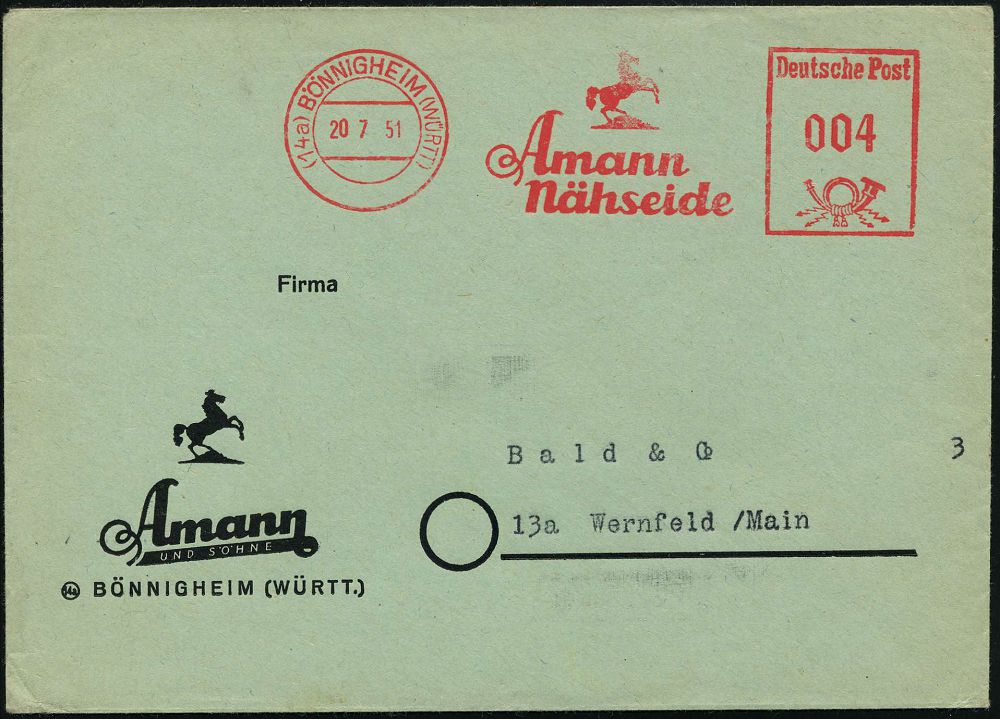 (14a) BÖNNIGHEIM (WÜRTT)
20 7 51
Amann
Nähseide
Deutsche Post
004
Firma
Bald & Co
3
13a Wernfeld /Main
Amann
UND SÖHNE
14a BÖNNIGHEIM (WÜRTT.)